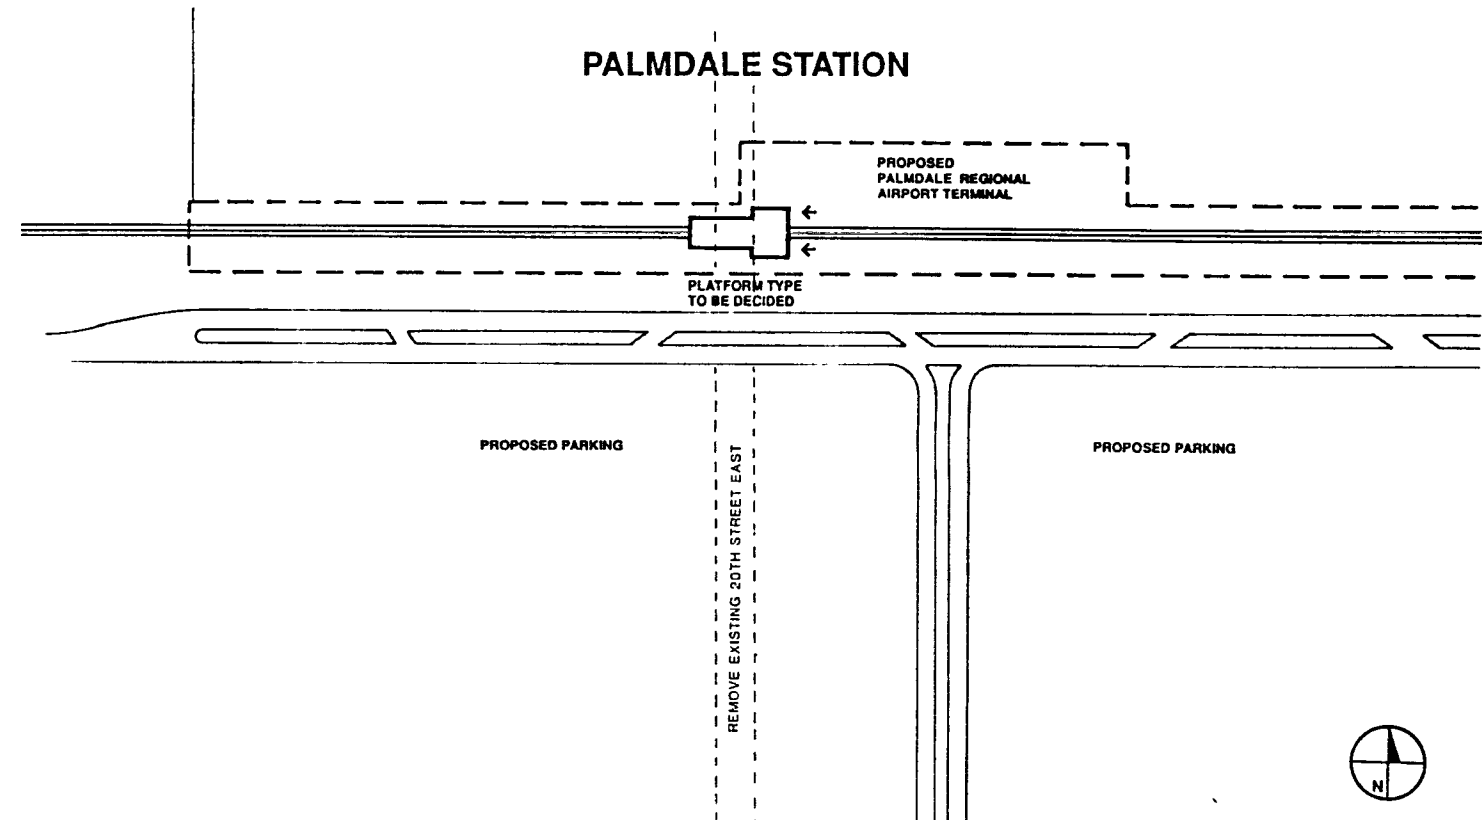 PALMDALE STATION
PROPOSED
PALMDALE REGIONAL
AIRPORT TERMINAL
PLATFORM TYPE
TO BE DECIDED
PROPOSED PARKING
PROPOSED PARKING
REMOVE EXISTING 20TH STREET EAST
N